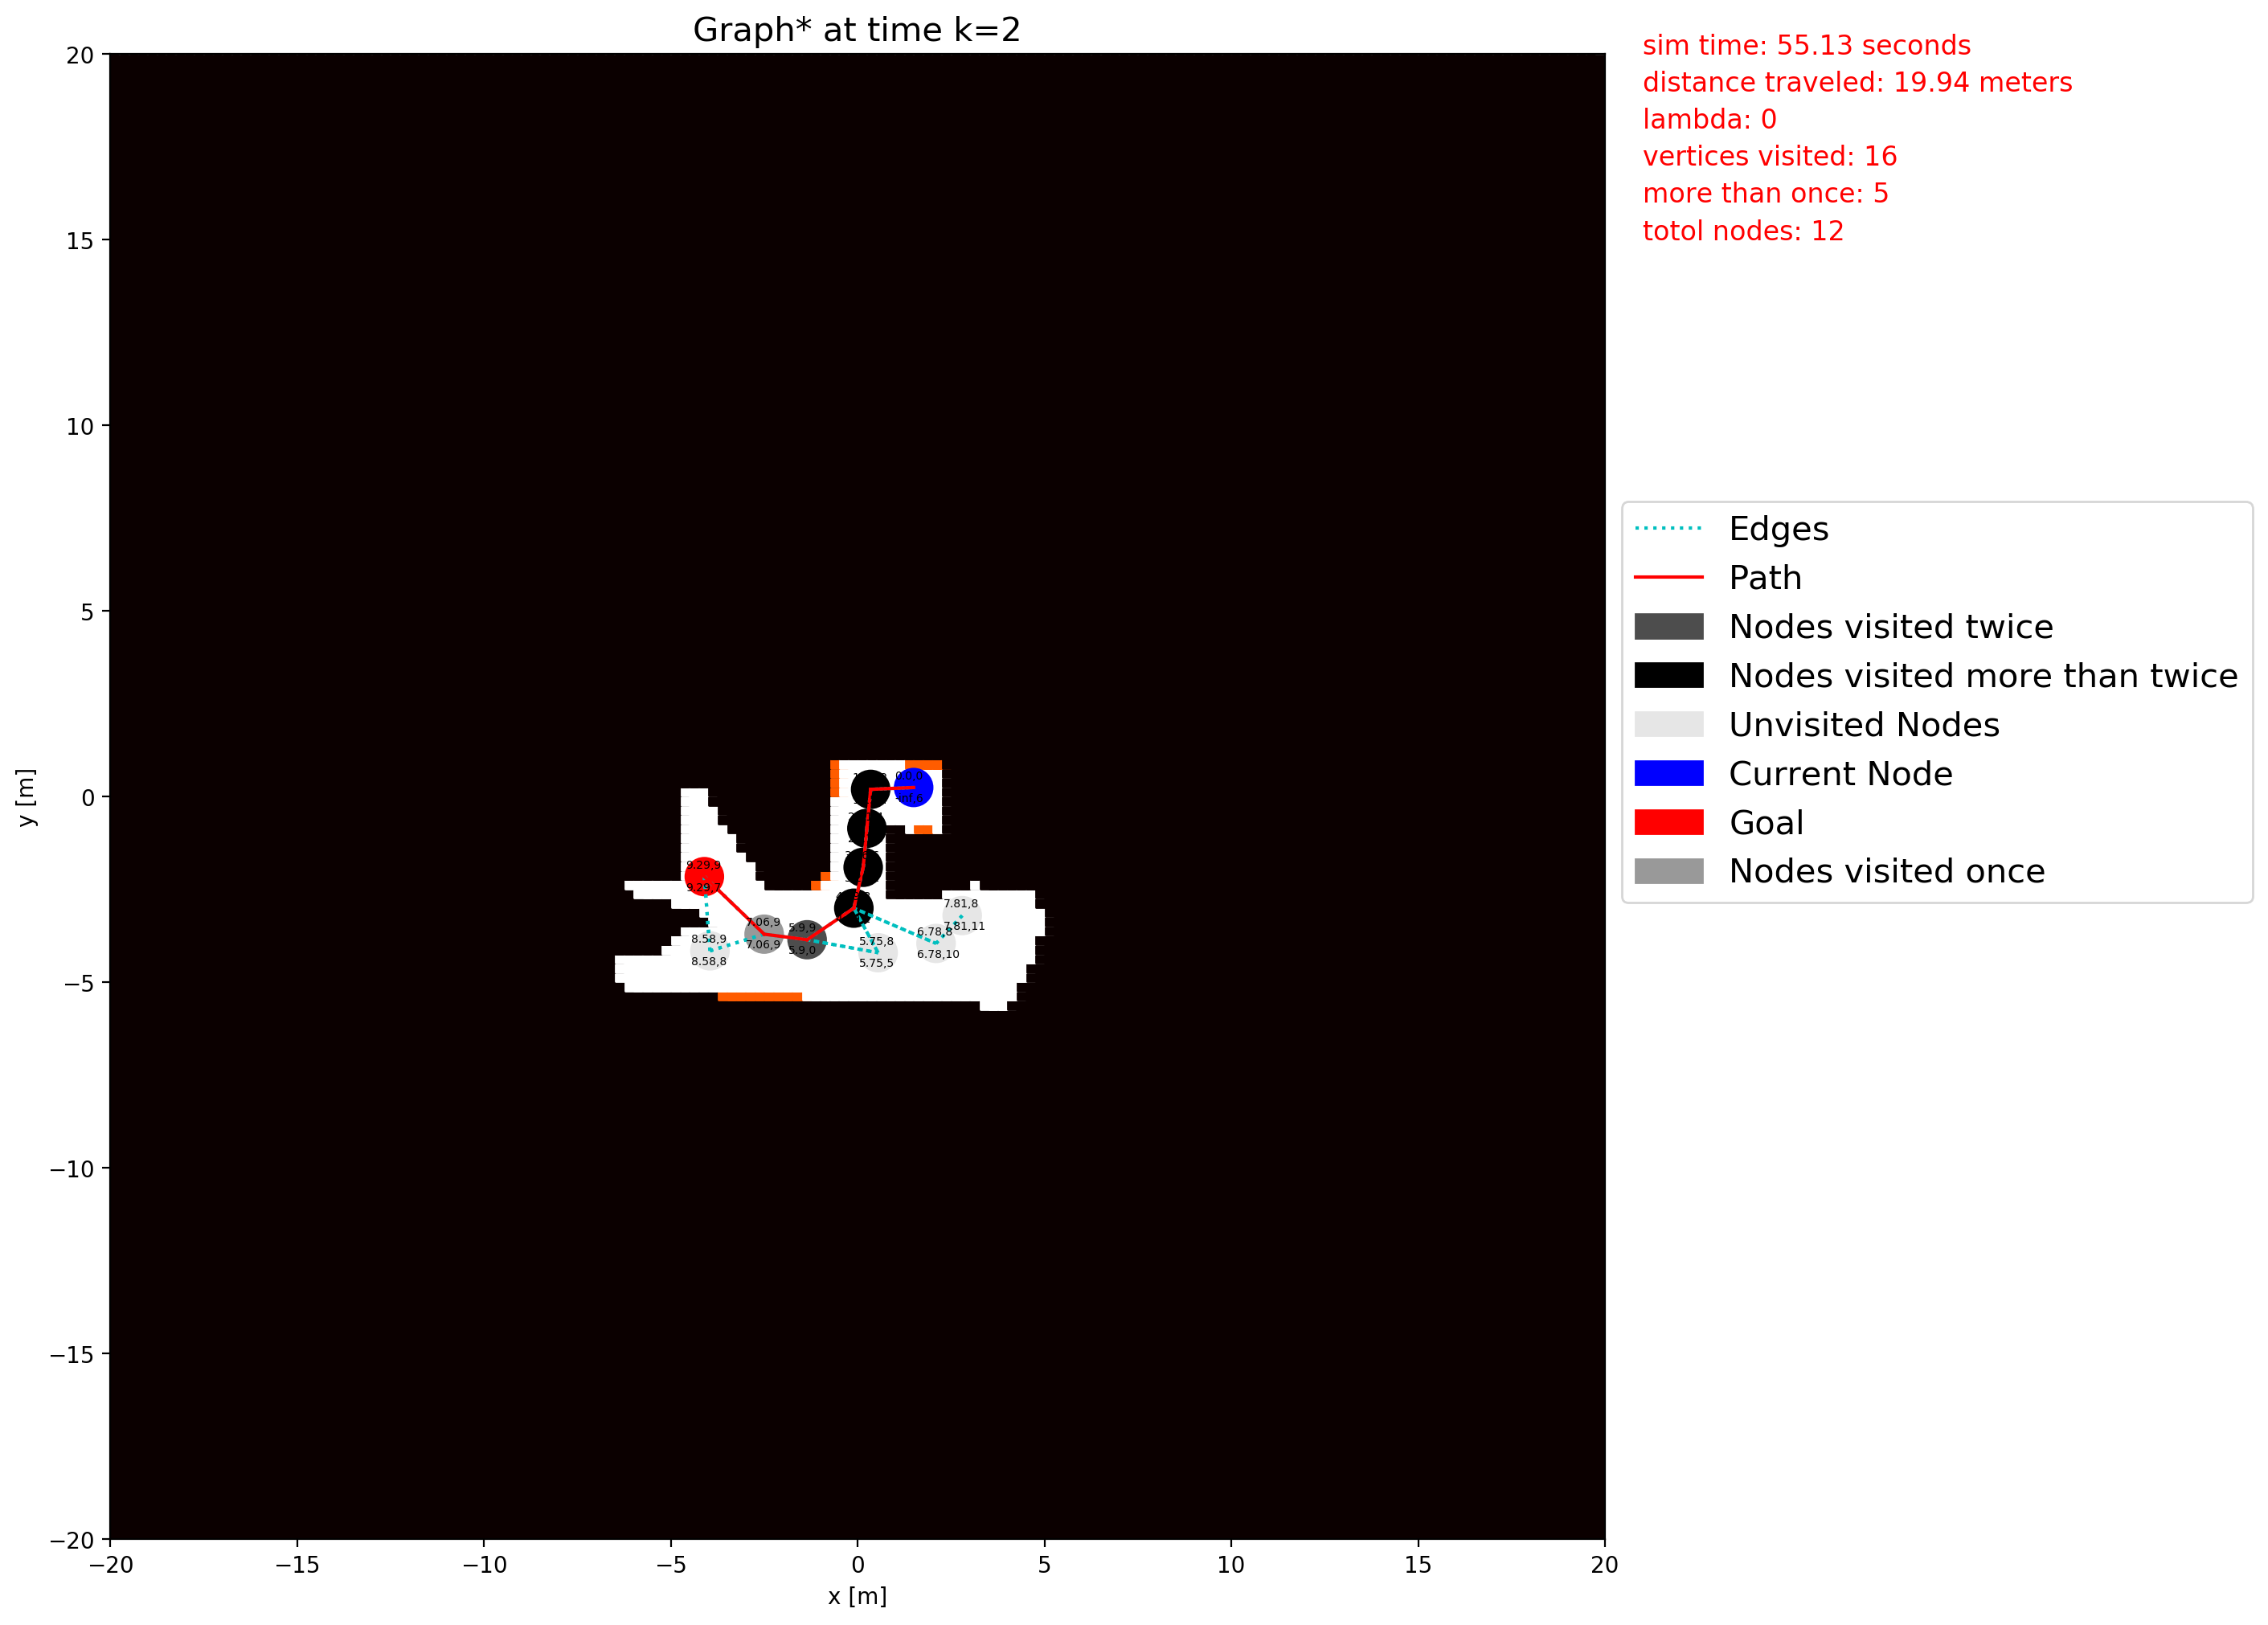 Graph* at time k=2
sim time: 55.13 seconds
distance traveled: 19.94 meters
lambda: 0
vertices visited: 16
more than once: 5
totol nodes: 12
20
15
10
5
0
−5
−10
−15
−20
y [m]
−20
−15
−10
−5
0
5
10
15
20
x [m]
Edges
Path
Nodes visited twice
Nodes visited more than twice
Unvisited Nodes
Current Node
Goal
Nodes visited once
9.29,9
9.29,7
7.06,9
7.06,9
5.9,9
5.9,0
8.58,9
8.58,8
5.75,8
5.75,5
6.78,8
6.78,10
7.81,8
7.81,11